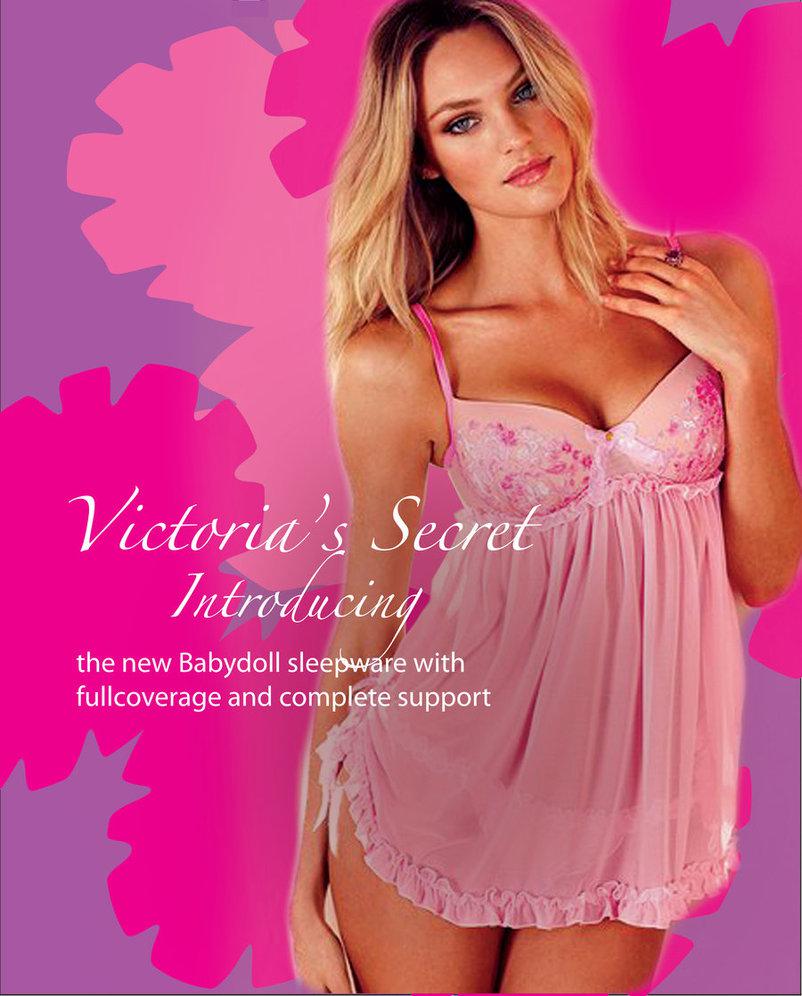 Victoria's Secret
Introducing
the new Babydoll sleepware with
fullcoverage and complete support